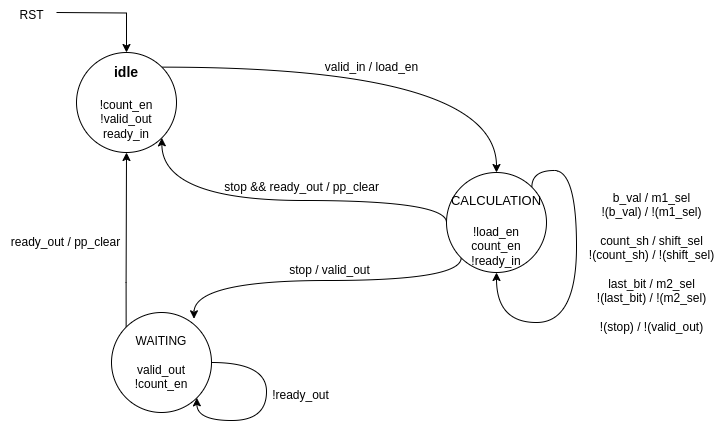 RST
idle
!count_en
!valid_out
ready_in
valid_in / load_en
stop && ready_out / pp_clear
CALCULATION
!load_en
count_en
!ready_in
b_val / m1_sel
!(b_val) / !(m1_sel)
count_sh / shift_sel
!(count_sh) / !(shift_sel)
last_bit / m2_sel
!(last_bit) / !(m2_sel)
!(stop) / !(valid_out)
ready_out / pp_clear
stop / valid_out
WAITING
valid_out
!count_en
!ready_out